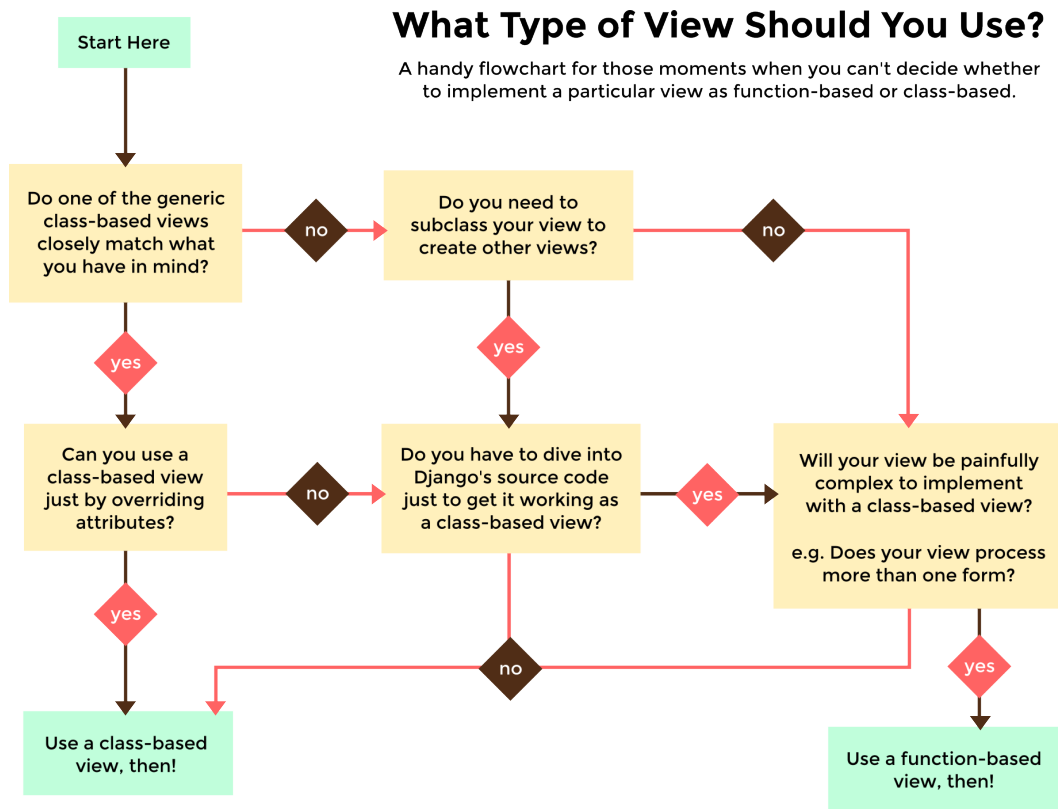 What Type of View Should You Use?
A handy flowchart for those moments when you can't decide whether
to implement a particular view as function-based or class-based.
Start Here
Do one of the generic
class-based views
closely match what
you have in mind?
no
Do you need to
subclass your view to
create other views?
no
yes
yes
Can you use a
class-based view
just by overriding
attributes?
no
Do you have to dive into
Django's source code
just to get it working as
a class-based view?
yes
Will your view be painfully
complex to implement
with a class-based view?
e.g. Does your view process
more than one form?
yes
no
yes
Use a class-based
view, then!
Use a function-based
view, then!